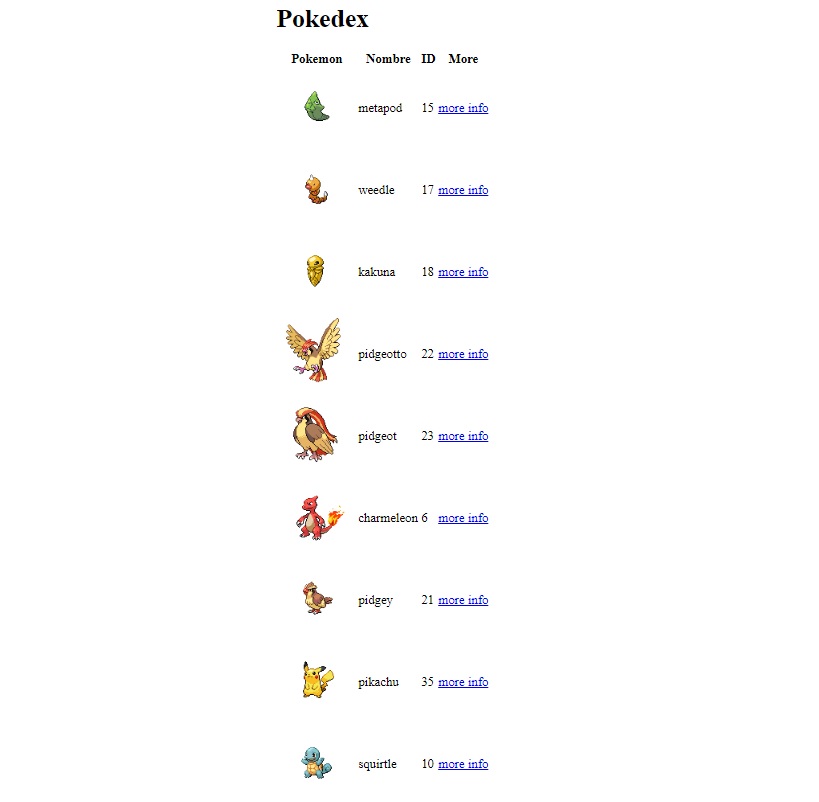 Pokedex
Pokemon Nombre ID More
metapod 15 more info
weedle 17 more info
kakuna 18 more info
pidgeotto 22 more info
pidgeot 23 more info
charmeleon 6 more info
pidgey 21 more info
pikachu 35 more info
squirtle 10 more info